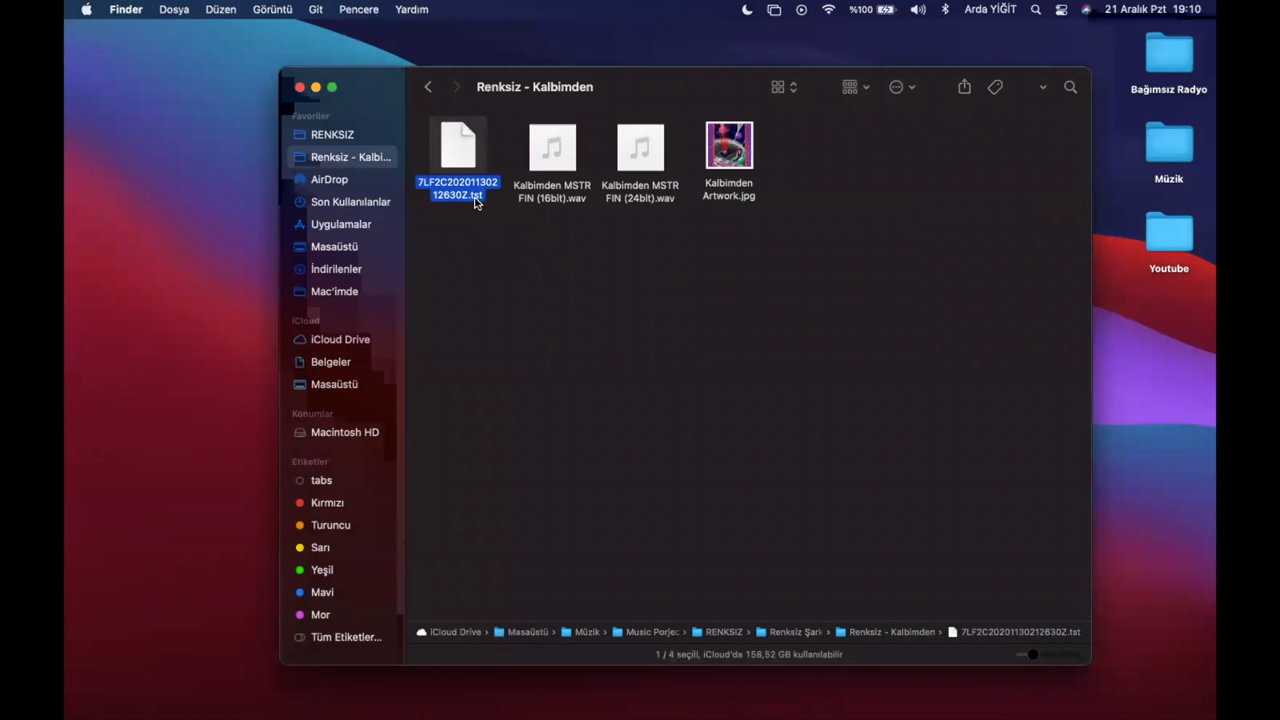 Finder Dosya Düzen Görüntü Git Pencere Yardım %100 Arda YİĞİT 21 Aralık Pzt 19:10
Renksiz - Kalbimden
Favoriler
RENKSIZ
Renksiz - Kalbi...
AirDrop
Son Kullanılanlar
Uygulamalar
Masaüstü
İndirilenler
Mac'imde
iCloud
iCloud Drive
Belgeler
Masaüstü
Konumlar
Macintosh HD
Etiketler
tabs
Kırmızı
Turuncu
Sarı
Yeşil
Mavi
Mor
Tüm Etiketler...
7LF2C202011302
12630Z.tst
Kalbimden MSTR
FIN (16bit).wav
Kalbimden MSTR
FIN (24bit).wav
Kalbimden
Artwork.jpg
iCloud Drive › Masaüstü › Müzik › Music Porjec › RENKSIZ › Renksiz Şark › Renksiz - Kalbimden › 7LF2C20201130212630Z.tst
1 / 4 seçili, iCloud'da 158,52 GB kullanılabilir
Bağımsız Radyo
Müzik
Youtube